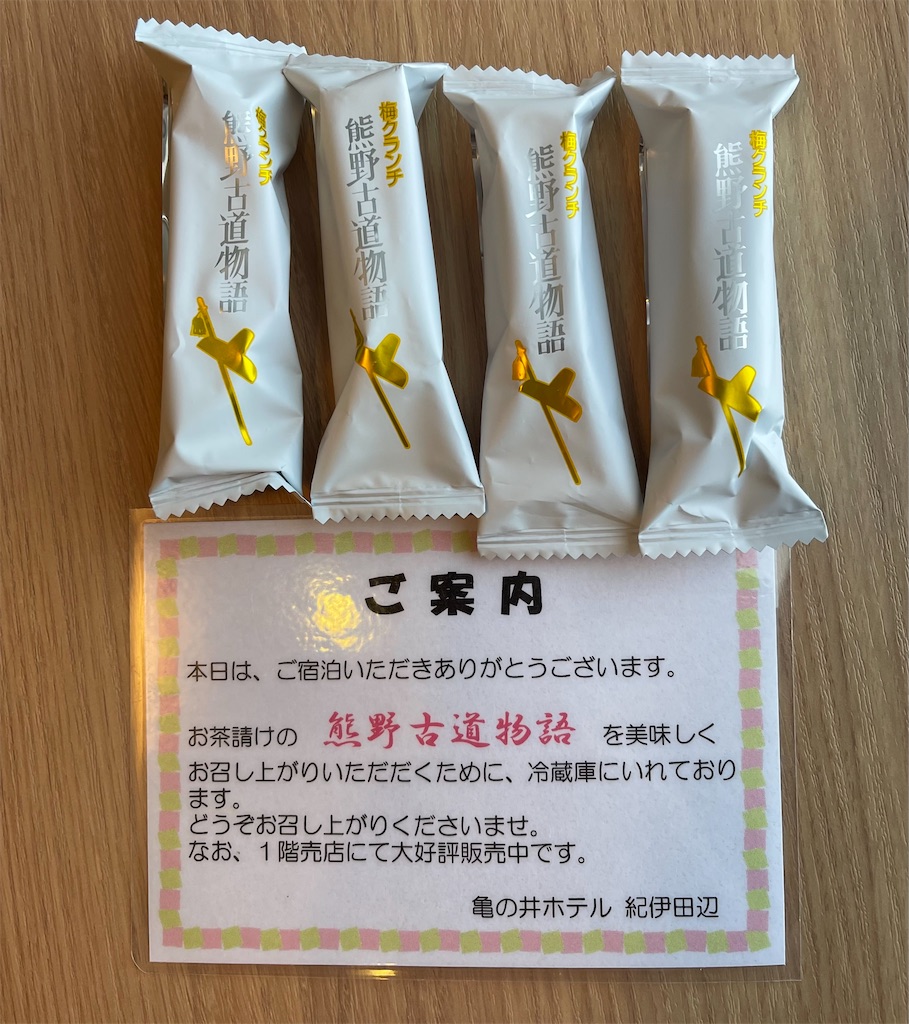 梅クランチ
熊野古道物語
梅クランチ
熊野古道物語
梅クランチ
熊野古道物語
梅クランチ
熊野古道物語
ご案内
本日は、ご宿泊いただきありがとうございます。
お茶請けの 熊野古道物語 を美味しく
お召し上がりいただだくために、冷蔵庫にいれており
ます。
どうぞお召し上がりくださいませ。
なお、1階売店にて大好評販売中です。
亀の井ホテル 紀伊田辺